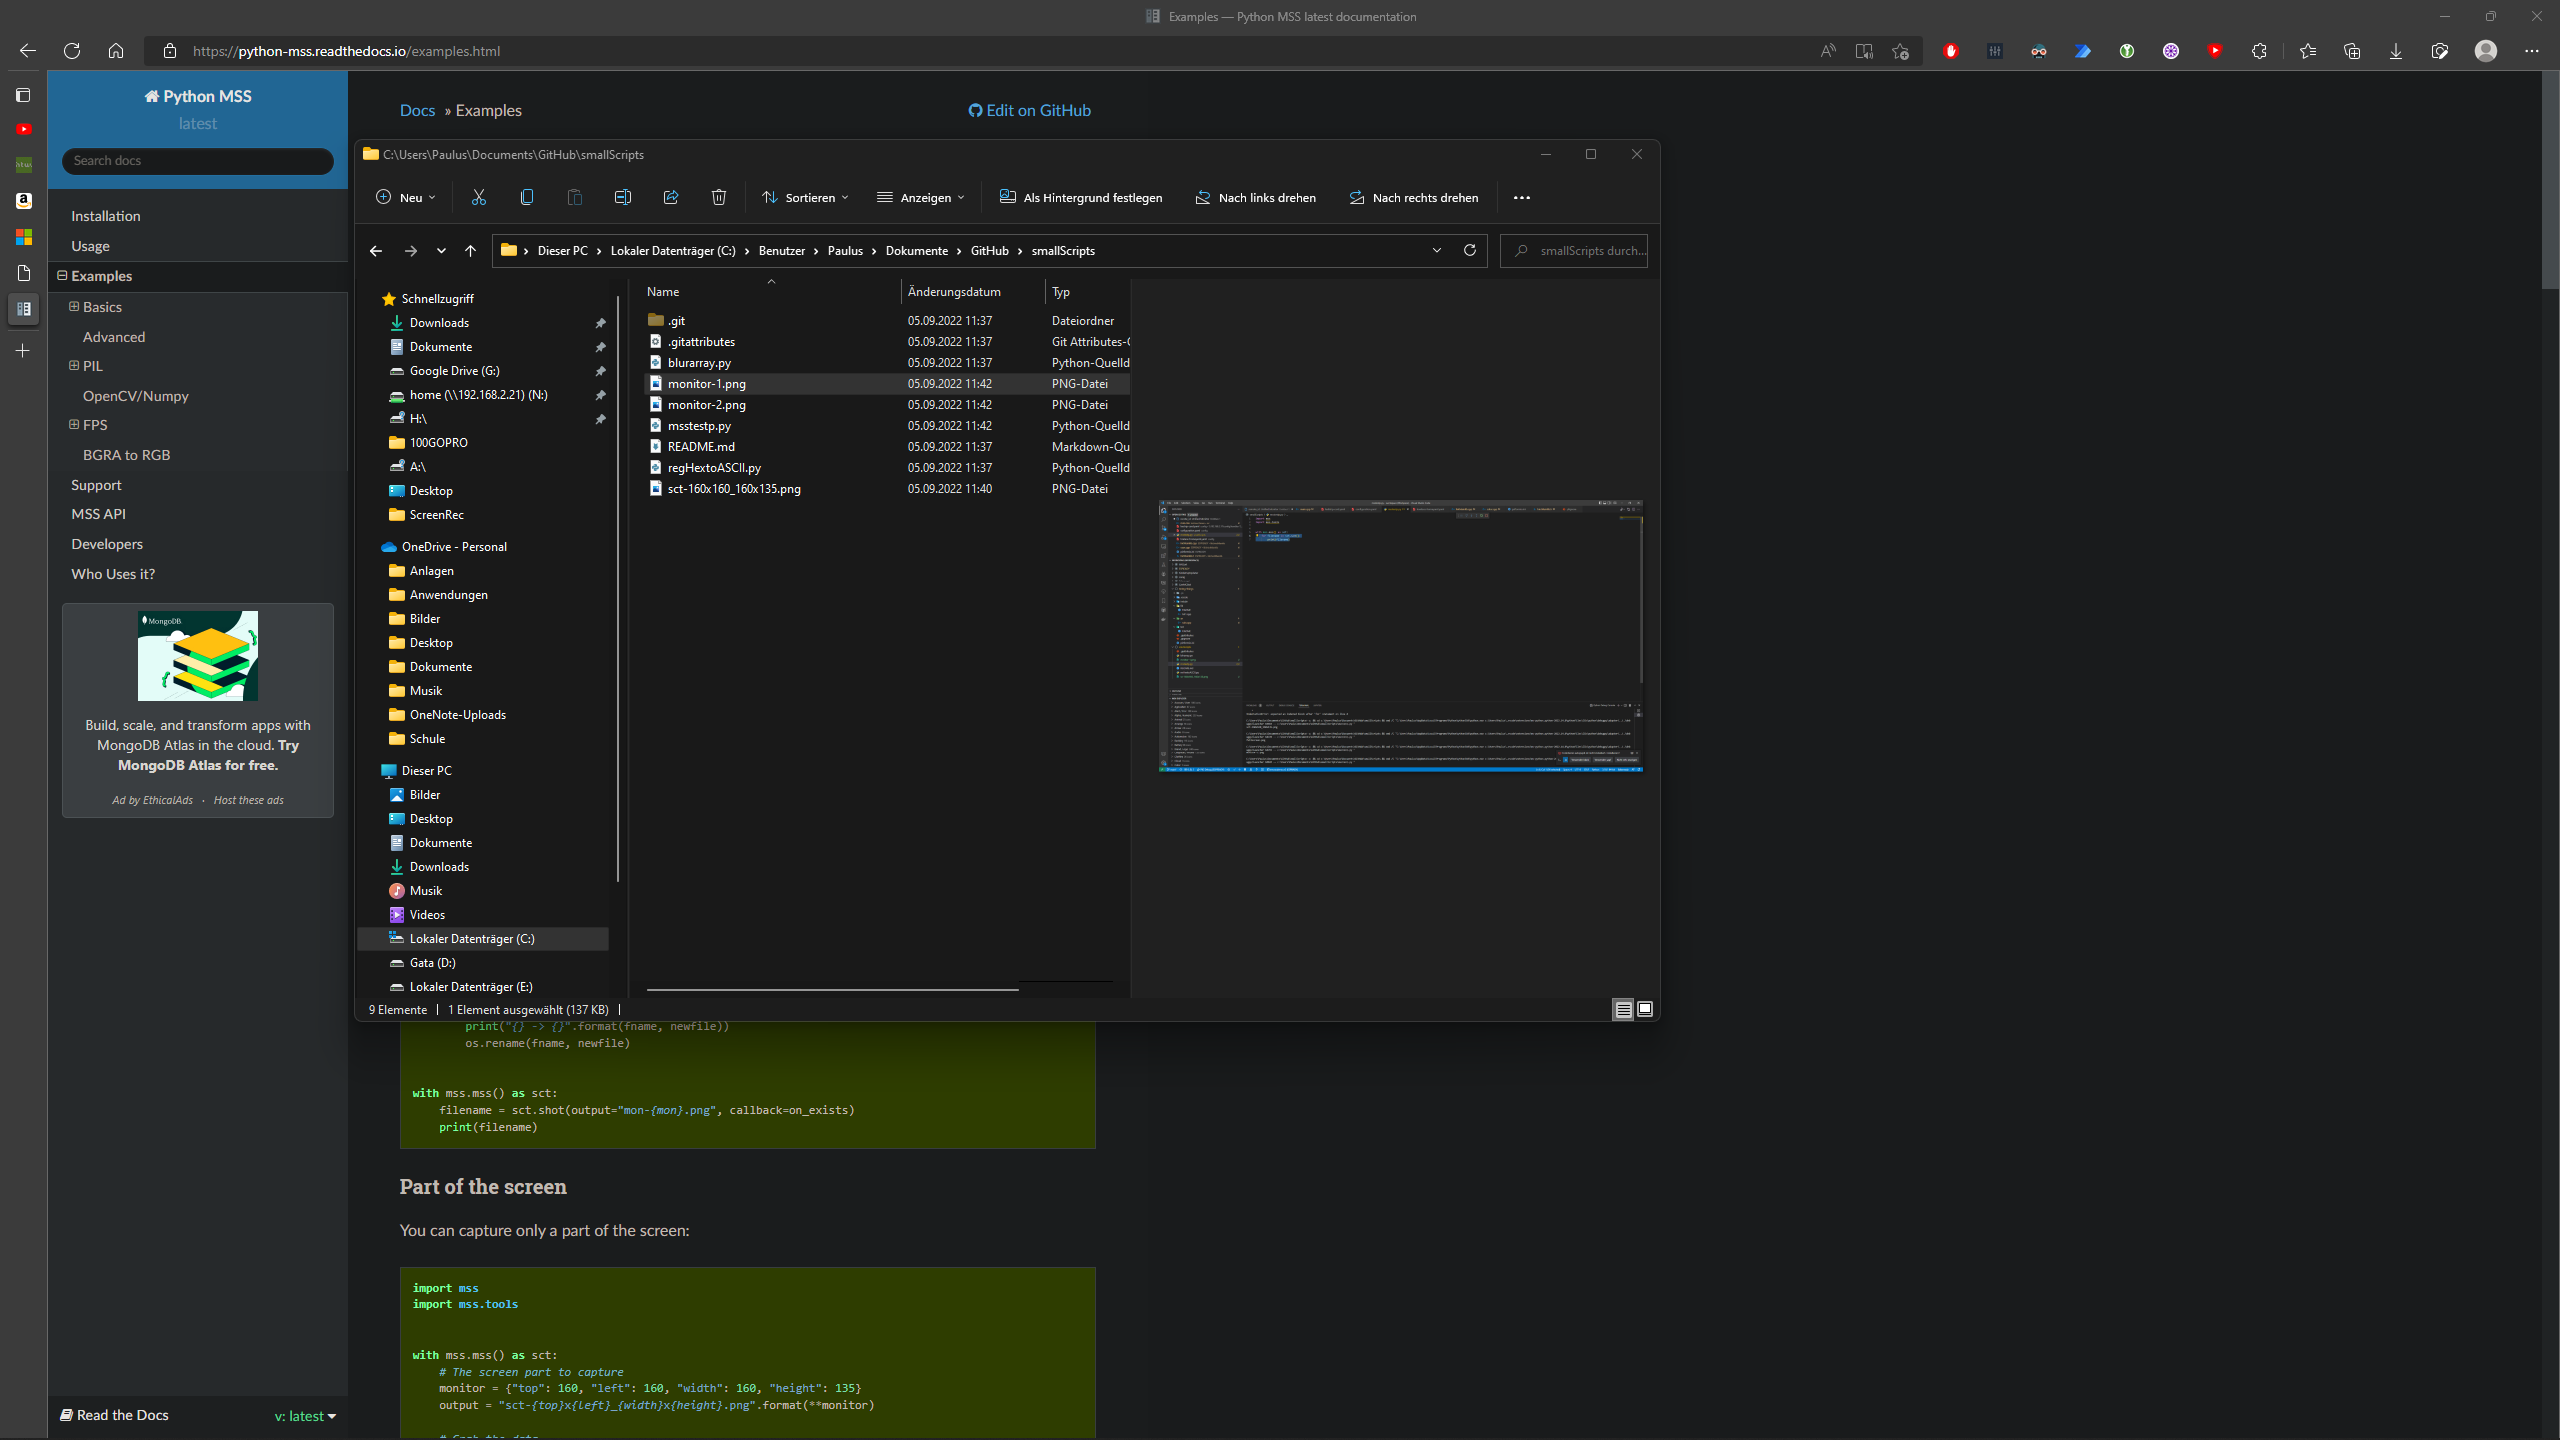 Examples — Python MSS latest documentation
https://python-mss.readthedocs.io/examples.html
Python MSS
latest
Search docs
Installation
Usage
Examples
Basics
Advanced
PIL
OpenCV/Numpy
FPS
BGRA to RGB
Support
MSS API
Developers
Who Uses it?
MongoDB.
Build, scale, and transform apps with
MongoDB Atlas in the cloud. Try
MongoDB Atlas for free.
Ad by EthicalAds · Host these ads
Read the Docs
v: latest
Docs » Examples
Edit on GitHub
C:\Users\Paulus\Documents\GitHub\smallScripts
Neu
Sortieren
Anzeigen
Als Hintergrund festlegen
Nach links drehen
Nach rechts drehen
Dieser PC › Lokaler Datenträger (C:) › Benutzer › Paulus › Dokumente › GitHub › smallScripts
smallScripts durch...
Schnellzugriff
Downloads
Dokumente
Google Drive (G:)
home (\\192.168.2.21) (N:)
H:\
100GOPRO
A:\
Desktop
ScreenRec
OneDrive - Personal
Anlagen
Anwendungen
Bilder
Desktop
Dokumente
Musik
OneNote-Uploads
Schule
Dieser PC
Bilder
Desktop
Dokumente
Downloads
Musik
Videos
Lokaler Datenträger (C:)
Gata (D:)
Lokaler Datenträger (E:)
Name Änderungsdatum Typ
.git 05.09.2022 11:37 Dateiordner
.gitattributes 05.09.2022 11:37 Git Attributes-
blurarray.py 05.09.2022 11:37 Python-Quelld
monitor-1.png 05.09.2022 11:42 PNG-Datei
monitor-2.png 05.09.2022 11:42 PNG-Datei
msstestp.py 05.09.2022 11:42 Python-Quelld
README.md 05.09.2022 11:37 Markdown-Qu
regHextoASCII.py 05.09.2022 11:37 Python-Quelld
sct-160x160_160x135.png 05.09.2022 11:40 PNG-Datei
9 Elemente
1 Element ausgewählt (137 KB)
print("{} -> {}".format(fname, newfile))
os.rename(fname, newfile)
with mss.mss() as sct:
filename = sct.shot(output="mon-{mon}.png", callback=on_exists)
print(filename)
Part of the screen
You can capture only a part of the screen:
import mss
import mss.tools
with mss.mss() as sct:
# The screen part to capture
monitor = {"top": 160, "left": 160, "width": 160, "height": 135}
output = "sct-{top}x{left}_{width}x{height}.png".format(**monitor)